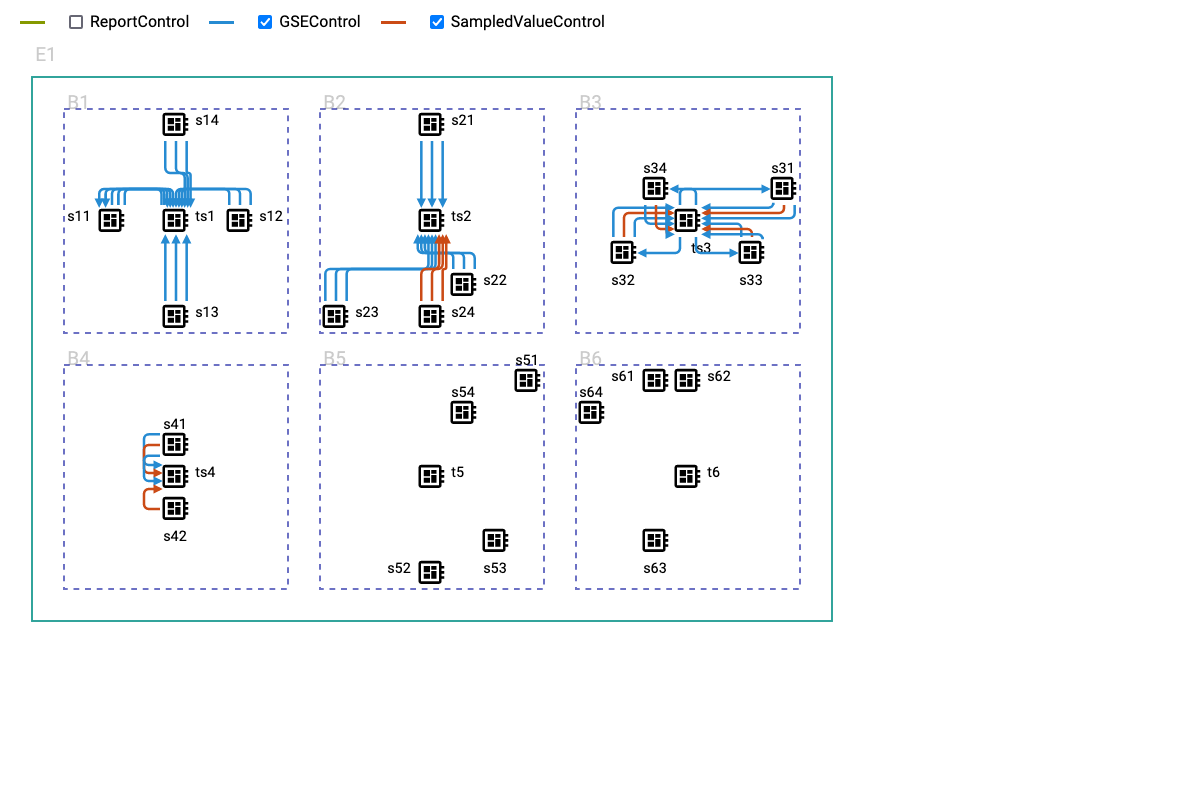 ReportControl GSEControl SampledValueControl
E1
B1 B2 B3
s14 s21
s34 s31
s11 ts1 s12 ts2
ts3
s32 s22 s33
s13 s23 s24
B4 B5 s51 B6
s61 s62
s54 s64
s41
ts4 t5 t6
s42
s52 s53 s63